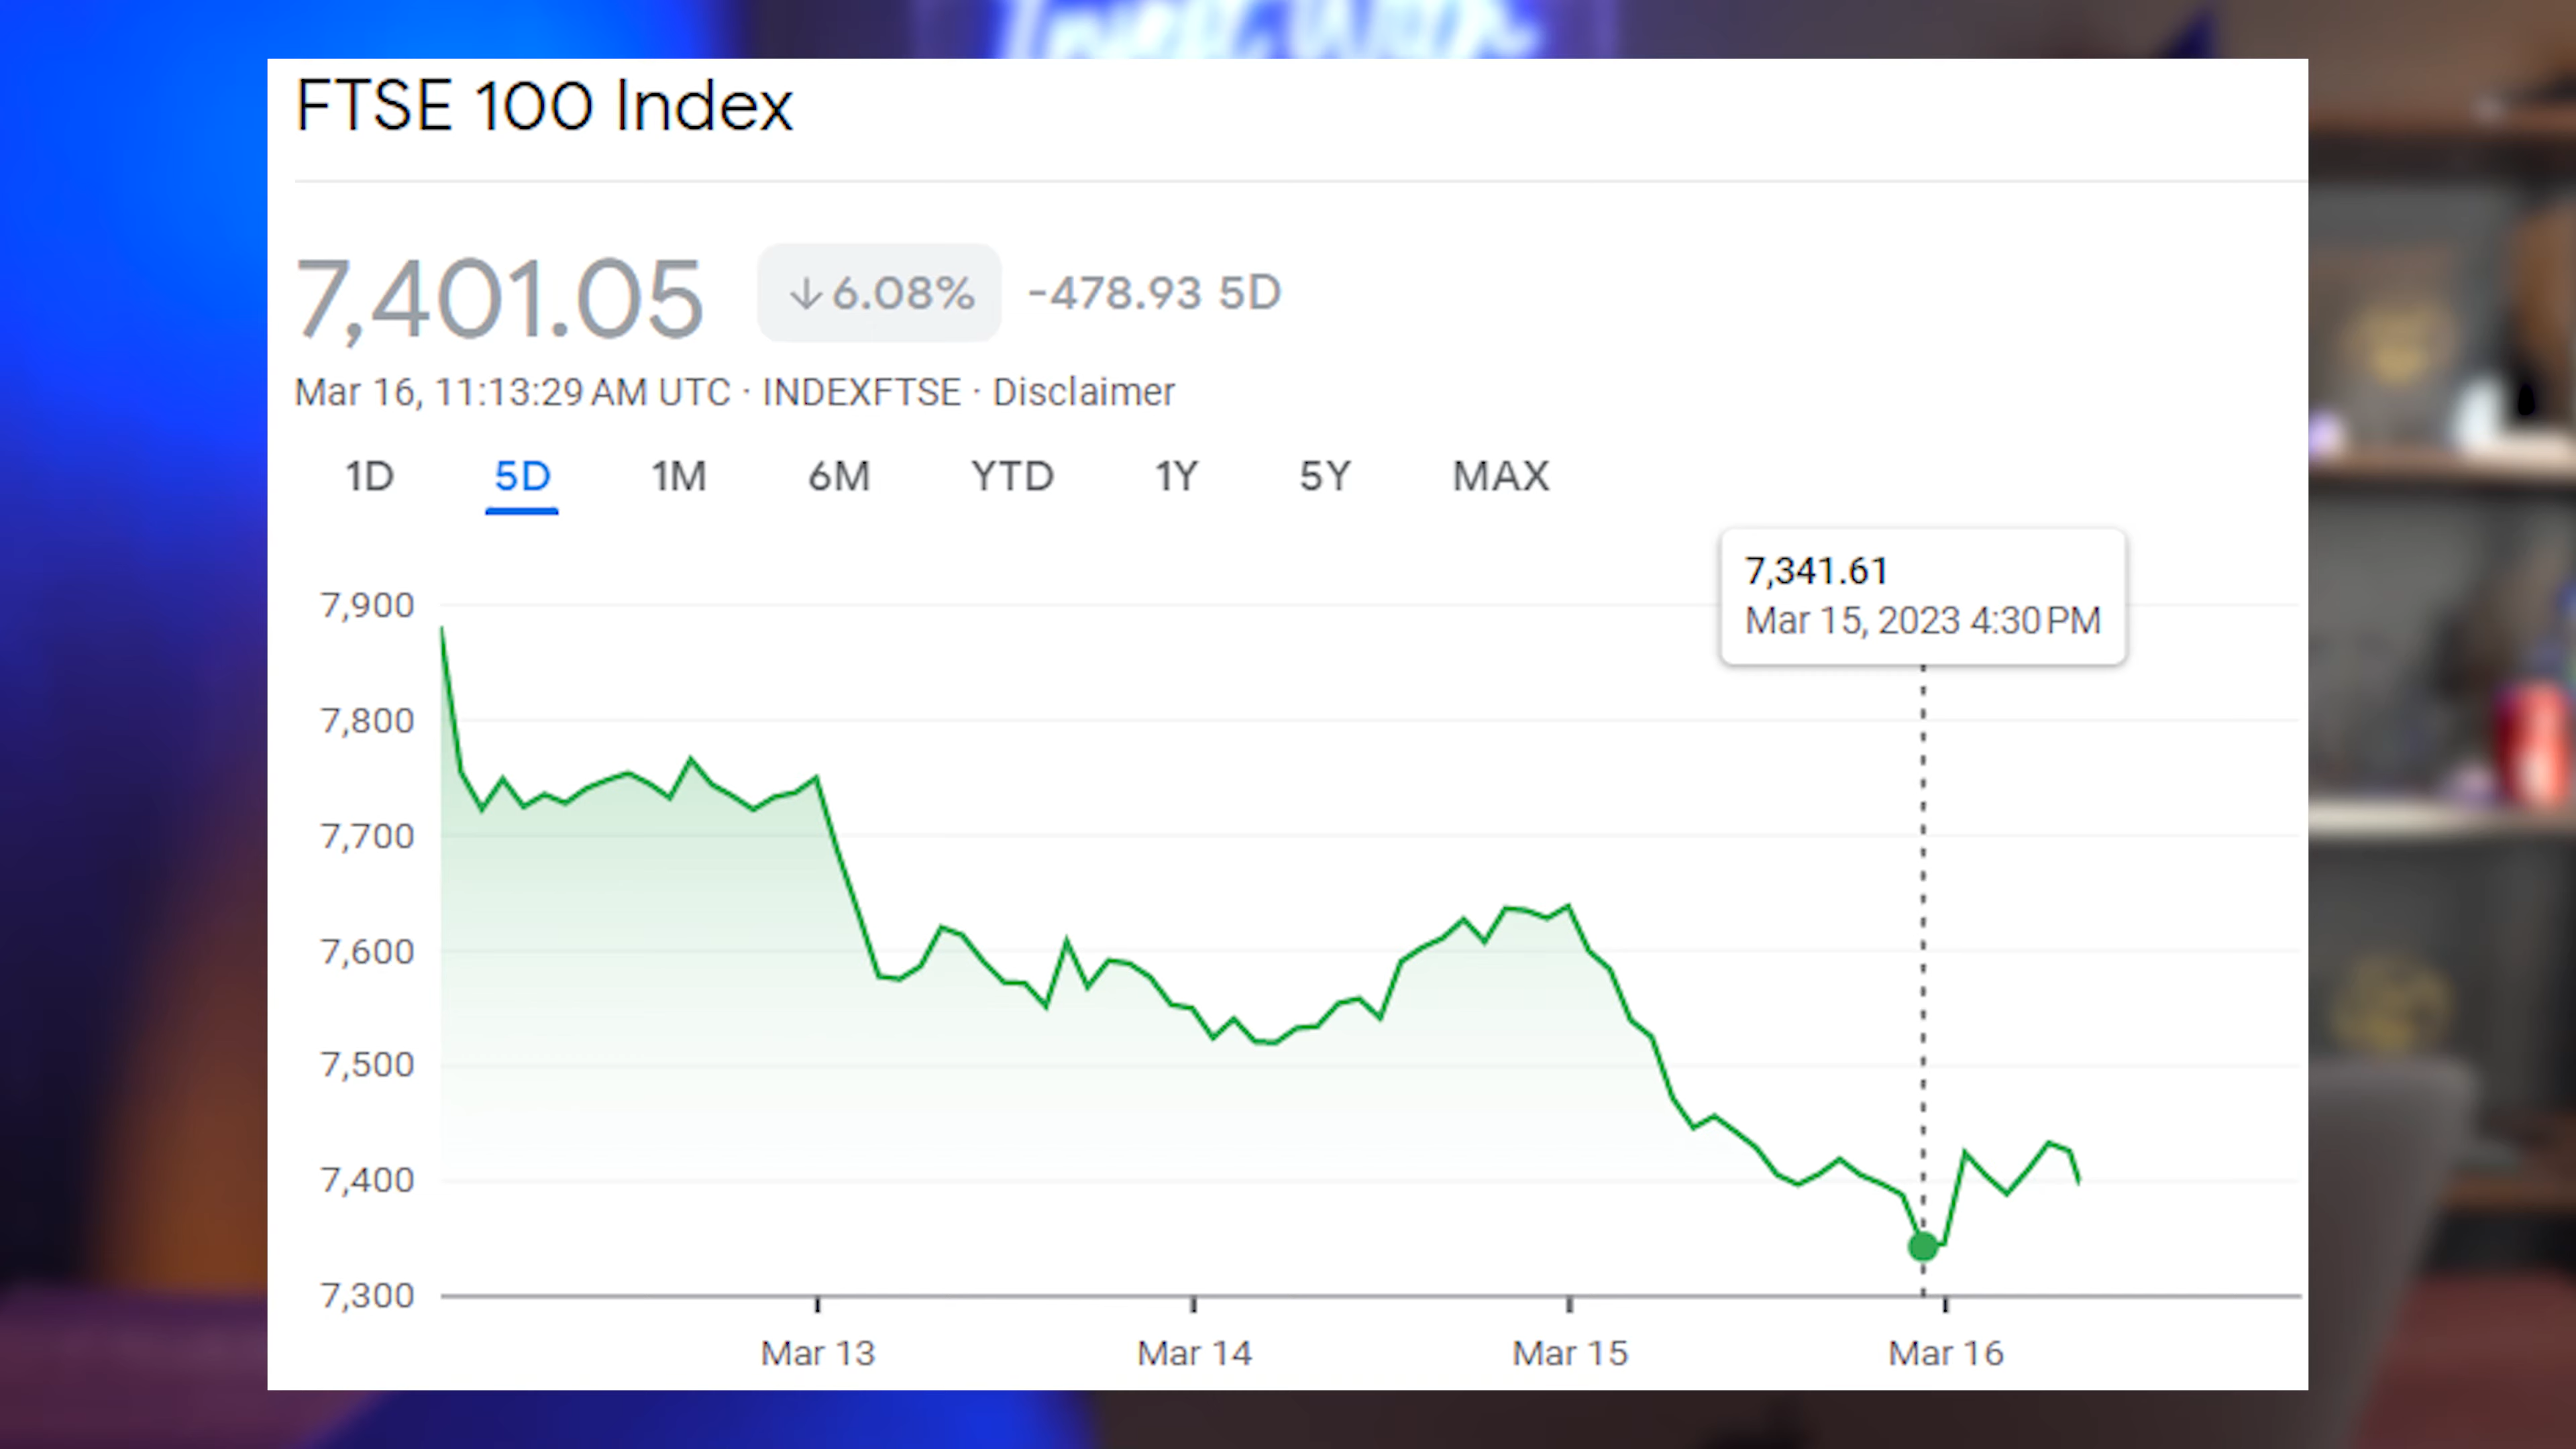 FTSE 100 Index
7,401.05 ↓6.08% -478.93 5D
Mar 16, 11:13:29 AM UTC · INDEXFTSE · Disclaimer
1D 5D 1M 6M YTD 1Y 5Y MAX
7,341.61
Mar 15, 2023 4:30 PM
7,900
7,800
7,700
7,600
7,500
7,400
7,300
Mar 13 Mar 14 Mar 15 Mar 16